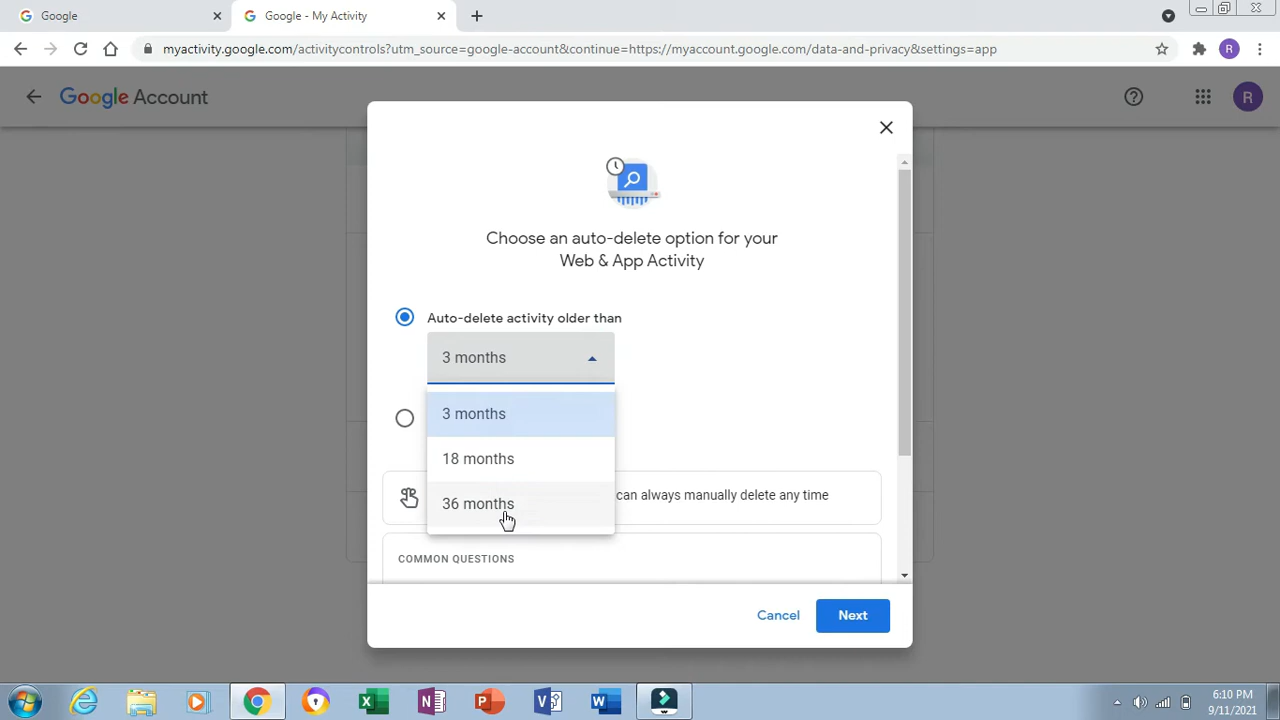 Google
Google - My Activity
myactivity.google.com/activitycontrols?utm_source=google-account&continue=https://myaccount.google.com/data-and-privacy&settings=app
R
Google Account
R
Choose an auto-delete option for your
Web & App Activity
Auto-delete activity older than
3 months
3 months
18 months
36 months
can always manually delete any time
COMMON QUESTIONS
Cancel
Next
6:10 PM
9/11/2021